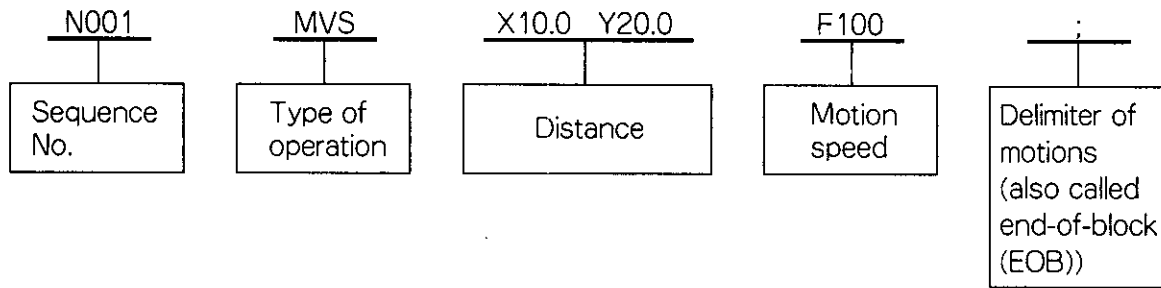 N001 MVS X10.0 Y20.0 F100 ;
Sequence
No.
Type of
operation
Distance
Motion
speed
Delimiter of
motions
(also called
end-of-block
(EOB))